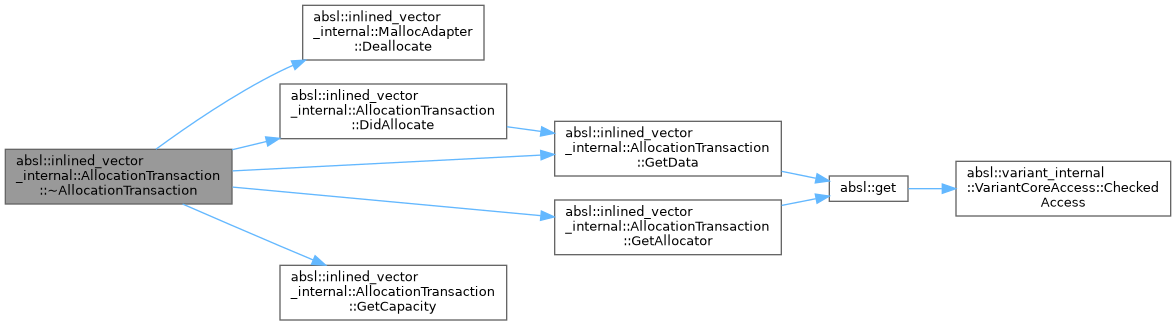 absl::inlined_vector
_internal::MallocAdapter
::Deallocate
absl::inlined_vector
_internal::AllocationTransaction
::DidAllocate
absl::inlined_vector
_internal::AllocationTransaction
::~AllocationTransaction
absl::inlined_vector
_internal::AllocationTransaction
::GetData
absl::get
absl::variant_internal
::VariantCoreAccess::Checked
Access
absl::inlined_vector
_internal::AllocationTransaction
::GetAllocator
absl::inlined_vector
_internal::AllocationTransaction
::GetCapacity